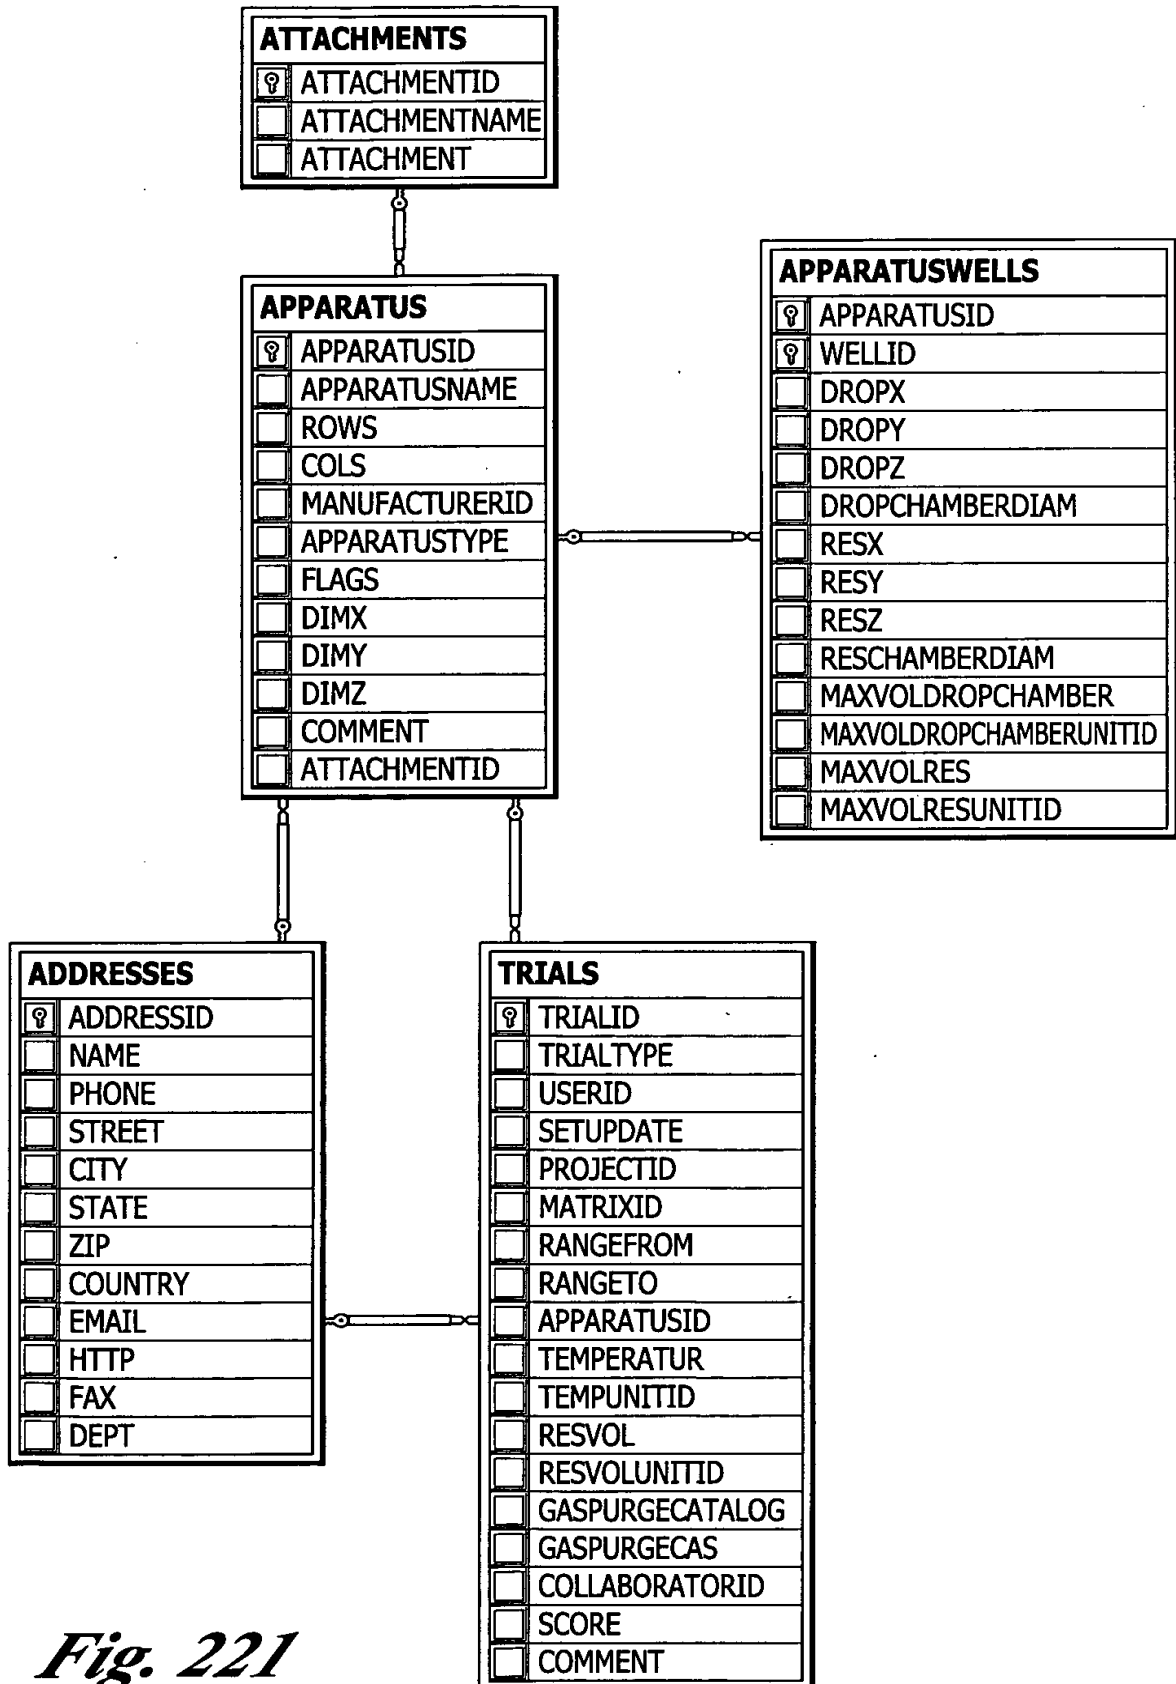 ATTACHMENTS
ATTACHMENTID
ATTACHMENTNAME
ATTACHMENT
APPARATUS
APPARATUSID
APPARATUSNAME
ROWS
COLS
MANUFACTURERID
APPARATUSTYPE
FLAGS
DIMX
DIMY
DIMZ
COMMENT
ATTACHMENTID
APPARATUSWELLS
APPARATUSID
WELLID
DROPX
DROPY
DROPZ
DROPCHAMBERDIAM
RESX
RESY
RESZ
RESCHAMBERDIAM
MAXVOLDROPCHAMBER
MAXVOLDROPCHAMBERUNITID
MAXVOLRES
MAXVOLRESUNITID
ADDRESSES
ADDRESSID
NAME
PHONE
STREET
CITY
STATE
ZIP
COUNTRY
EMAIL
HTTP
FAX
DEPT
TRIALS
TRIALID
TRIALTYPE
USERID
SETUPDATE
PROJECTID
MATRIXID
RANGEFROM
RANGETO
APPARATUSID
TEMPERATUR
TEMPUNITID
RESVOL
RESVOLUNITID
GASPURGECATALOG
GASPURGECAS
COLLABORATORID
SCORE
COMMENT
Fig. 221